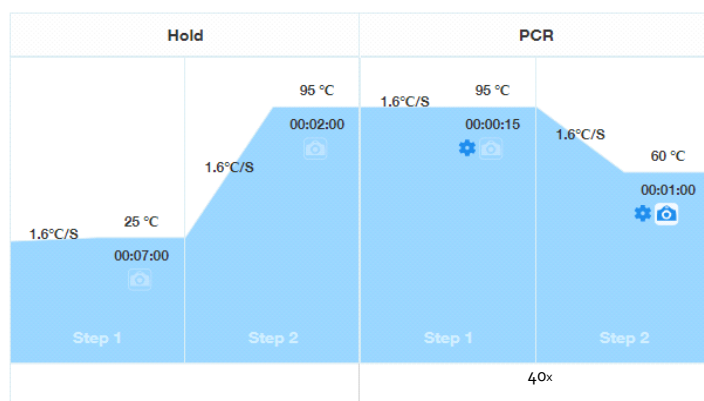 Hold
PCR
1.6°C/S
25 °C
00:07:00
Step 1
1.6°C/S
95 °C
00:02:00
Step 2
1.6°C/S
95 °C
00:00:15
Step 1
1.6°C/S
60 °C
00:01:00
Step 2
40x